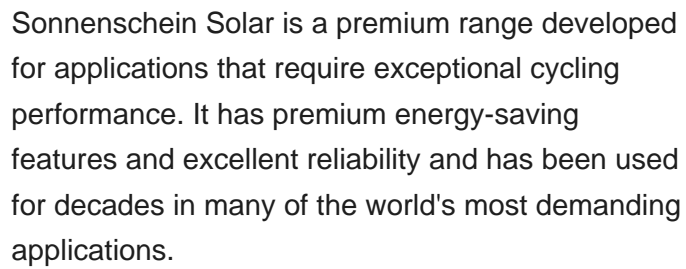 Sonnenschein Solar is a premium range developed
for applications that require exceptional cycling
performance. It has premium energy-saving
features and excellent reliability and has been used
for decades in many of the world's most demanding
applications.